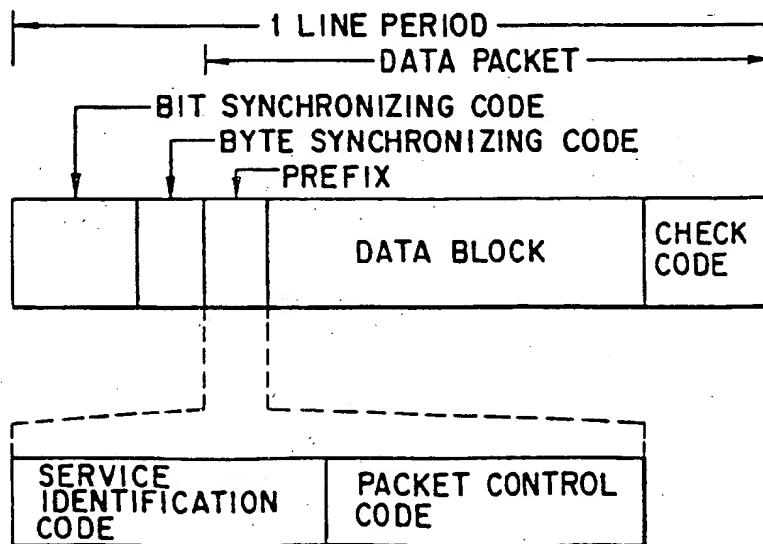 1 LINE PERIOD
DATA PACKET
BIT SYNCHRONIZING CODE
BYTE SYNCHRONIZING CODE
PREFIX
DATA BLOCK
CHECK
CODE
SERVICE
IDENTIFICATION
CODE
PACKET CONTROL
CODE